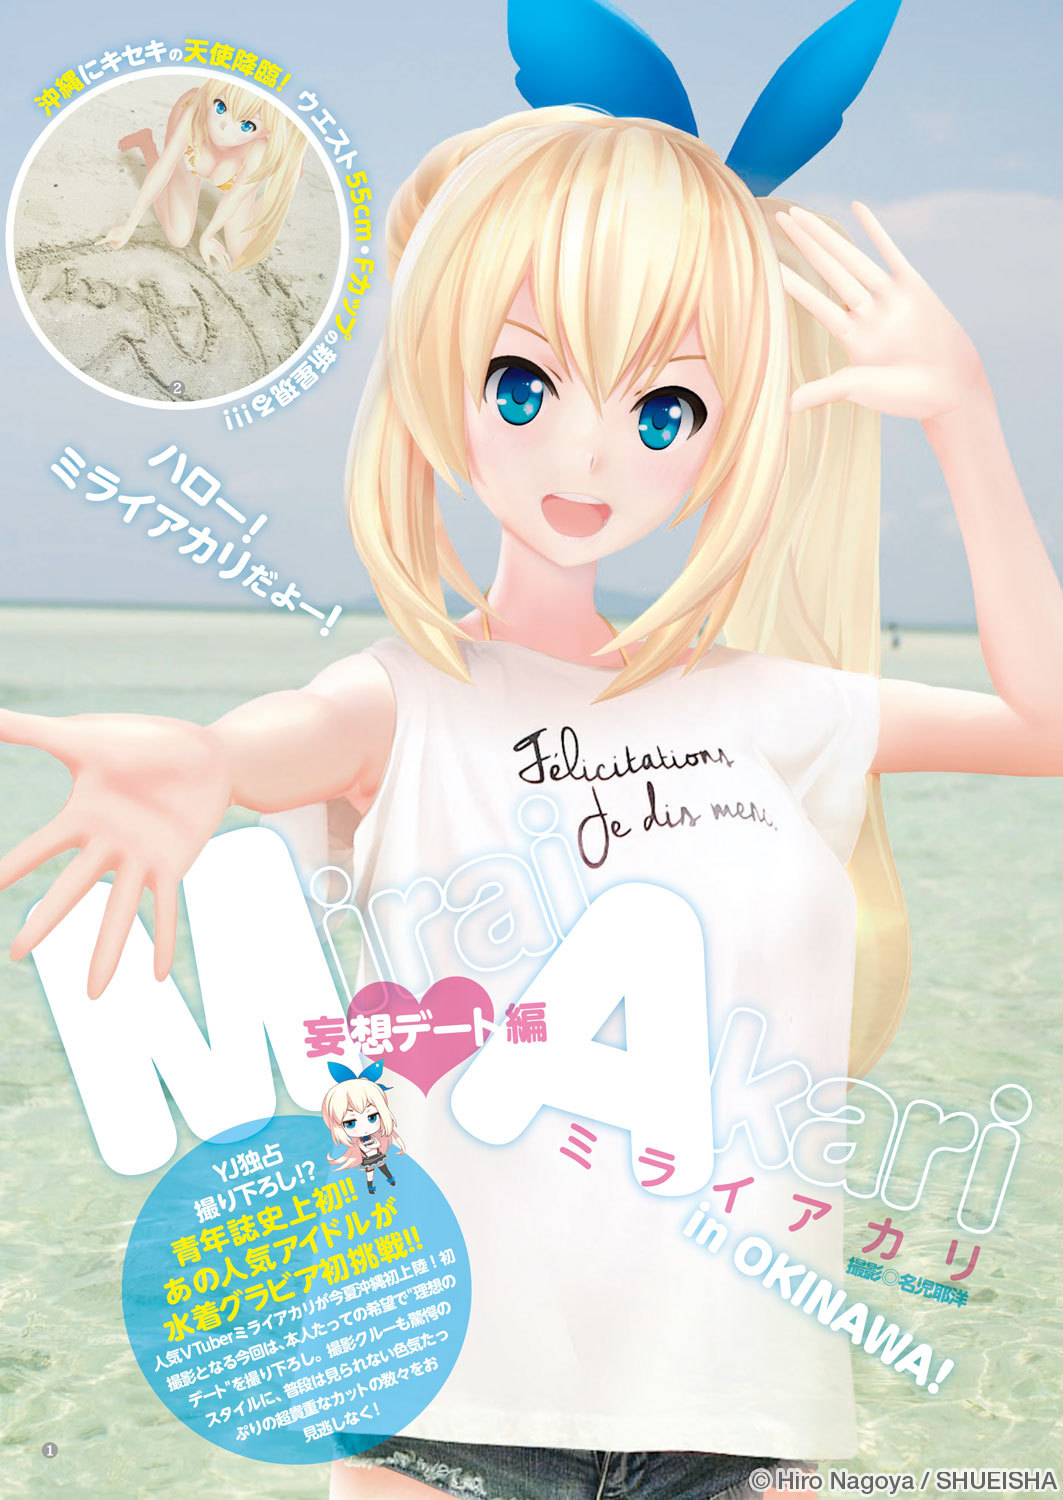 沖縄にキセキの天使降臨!
ウエスト55cm・Fカップの新星現る!!!
2
ハロー!
ミライアカリだよー!
Félicitations
Je dis merci.
Mirai
Akari
妄想デート編
ミライアカリ
in OKINAWA!
撮影◎名児耶洋
YJ独占
撮り下ろし!?
青年誌史上初!!
あの人気アイドルが
水着グラビア初挑戦!!
人気VTuberミライアカリが今夏沖縄初上陸!初
撮影となる今回は、本人たっての希望で“理想の
デート”を撮り下ろし。撮影クルーも驚愕の
スタイルに、普段は見られない色気たっ
ぷりの超貴重なカットの数々をお
見逃しなく!
1
© Hiro Nagoya / SHUEISHA